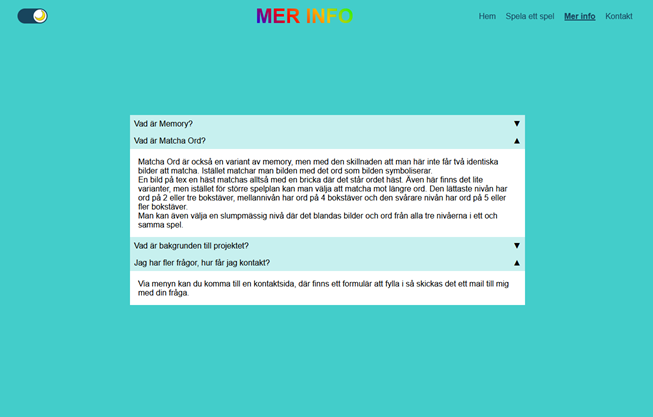 MER INFO
Hem Spela ett spel Mer info Kontakt
Vad är Memory? ▼
Vad är Matcha Ord? ▲
Matcha Ord är också en variant av memory, men med den skillnaden att man här inte får två identiska
bilder att matcha. Istället matchar man bilden med det ord som bilden symboliserar.
En bild på tex en häst matchas alltså med en bricka där det står ordet häst. Även här finns det lite
varianter, men istället för större spelplan kan man välja att matcha mot längre ord. Den lättaste nivån har
ord på 2 eller tre bokstäver, mellannivån har ord på 4 bokstäver och den svårare nivån har ord på 5 eller
fler bokstäver.
Man kan även välja en slumpmässig nivå där det blandas bilder och ord från alla tre nivåerna i ett och
samma spel.
Vad är bakgrunden till projektet? ▼
Jag har fler frågor, hur får jag kontakt? ▲
Via menyn kan du komma till en kontaktsida, där finns ett formulär att fylla i så skickas det ett mail till mig
med din fråga.